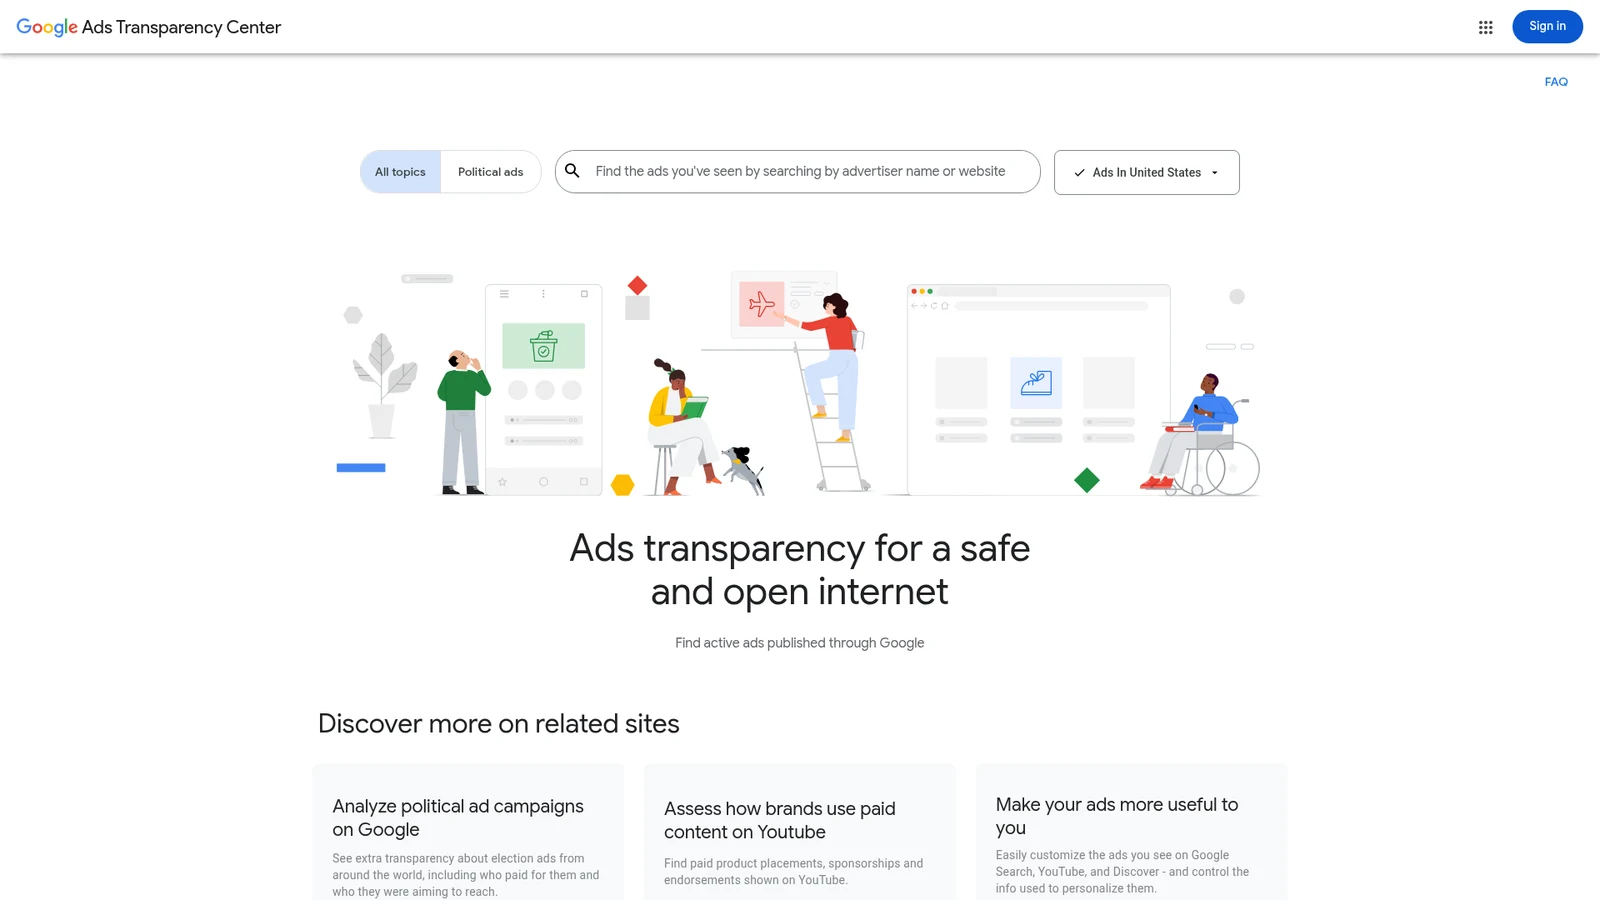 Google Ads Transparency Center
Sign in
FAQ
All topics
Political ads
Find the ads you've seen by searching by advertiser name or website
Ads In United States
Ads transparency for a safe
and open internet
Find active ads published through Google
Discover more on related sites
Analyze political ad campaigns
on Google
See extra transparency about election ads from
around the world, including who paid for them and
who they were aiming to reach.
Assess how brands use paid
content on Youtube
Find paid product placements, sponsorships and
endorsements shown on YouTube.
Make your ads more useful to
you
Easily customize the ads you see on Google
Search, YouTube, and Discover - and control the
info used to personalize them.